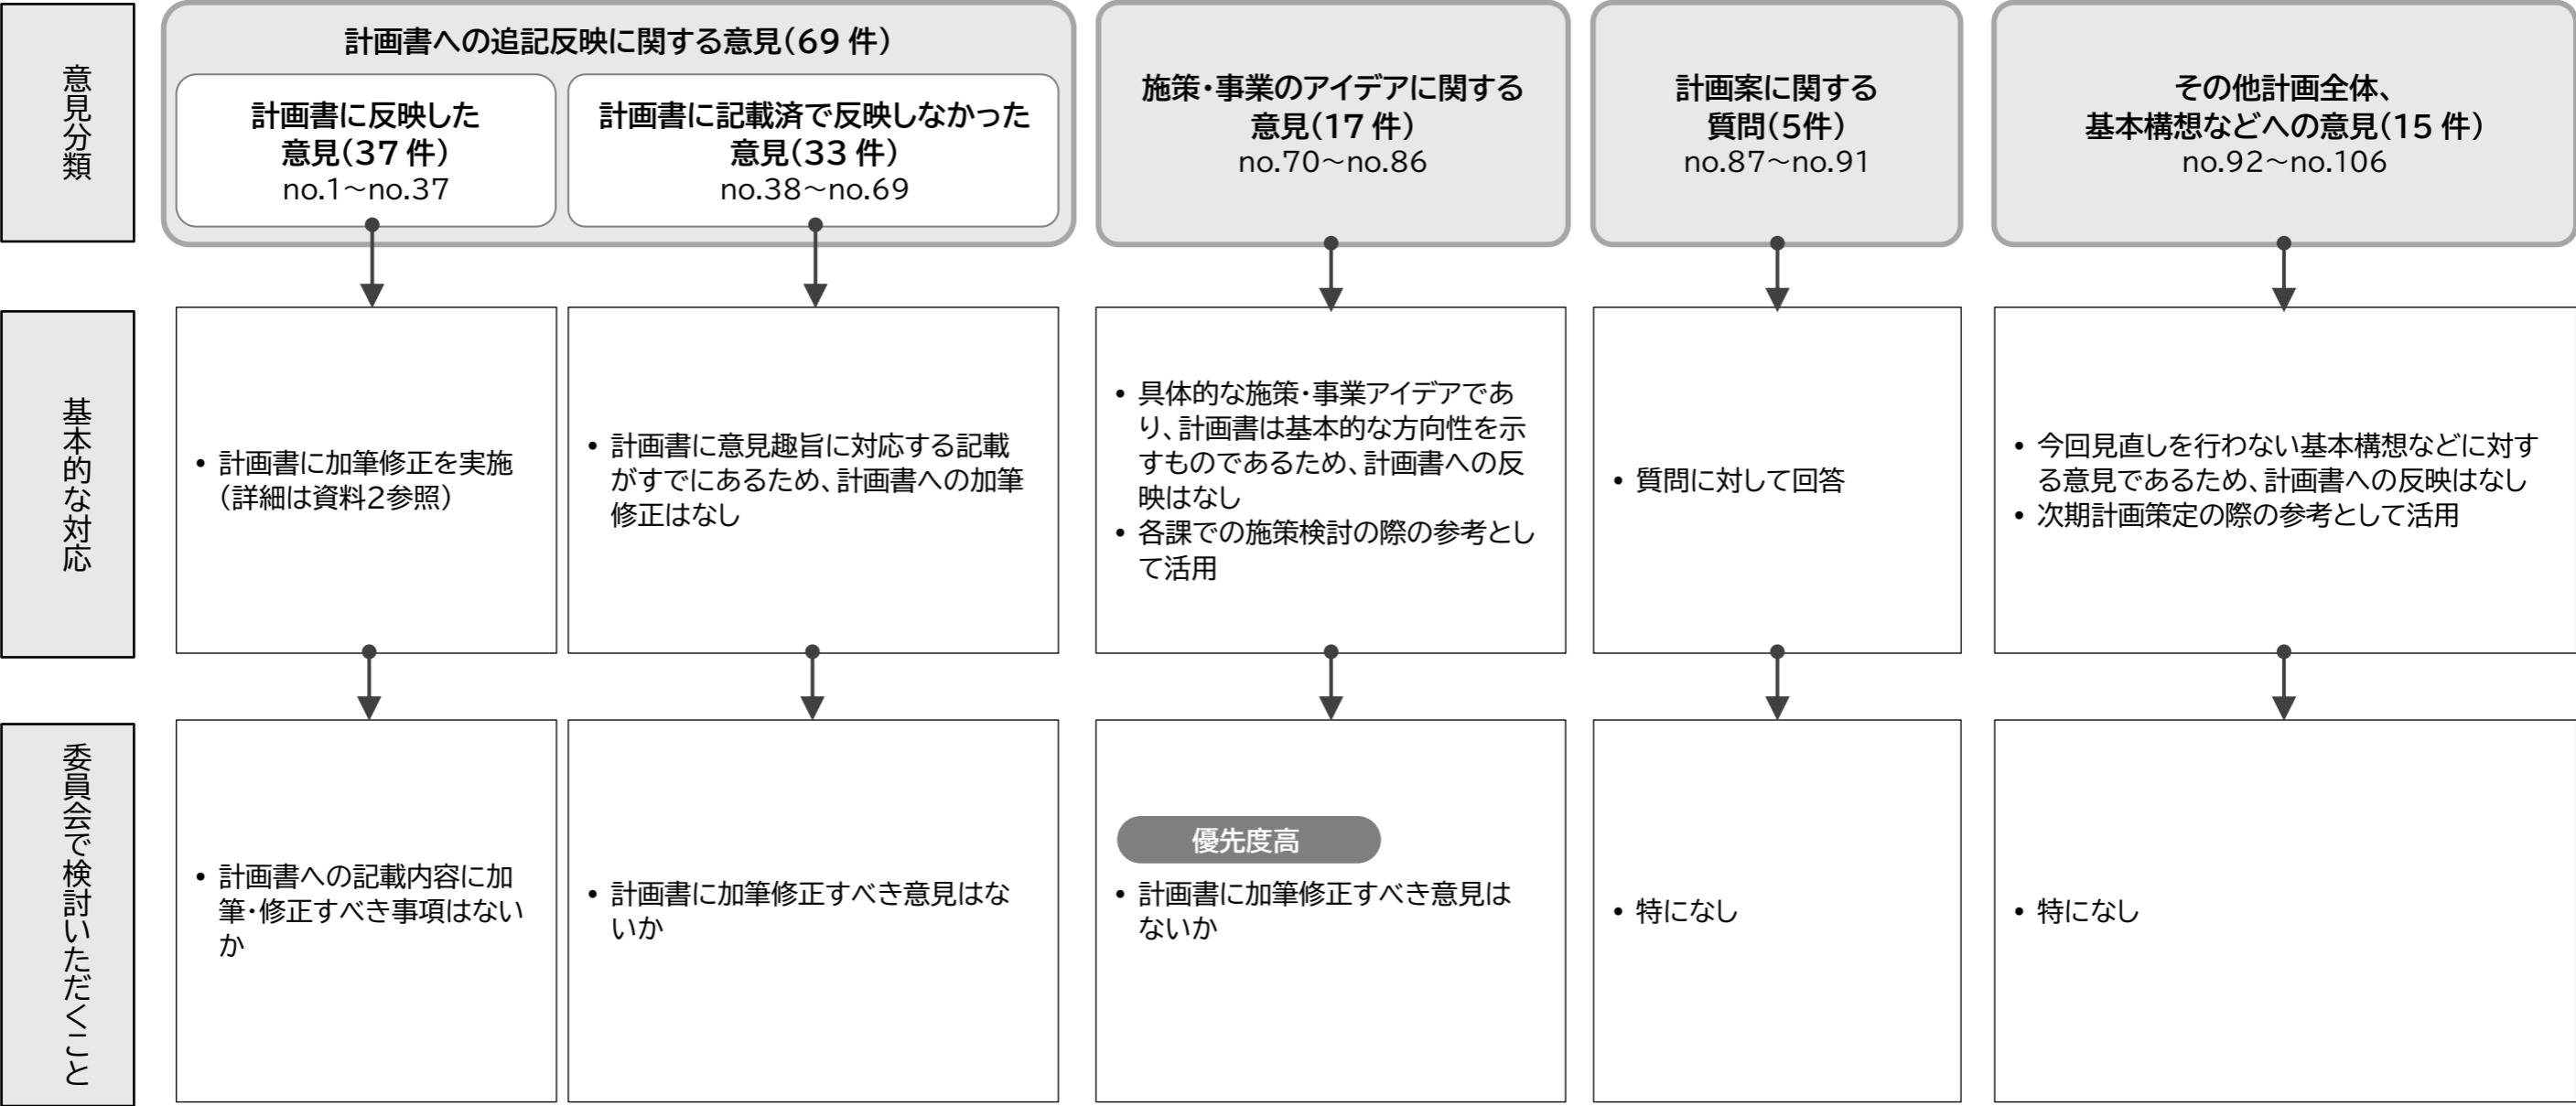 意見分類
計画書への追記反映に関する意見（69 件）
計画書に反映した
意見（37 件）
no.1～no.37
計画書に記載済で反映しなかった
意見（33 件）
no.38～no.69
施策・事業のアイデアに関する
意見（17 件）
no.70～no.86
計画案に関する
質問（5件）
no.87～no.91
その他計画全体、
基本構想などへの意見（15 件）
no.92～no.106
基本的な対応
• 計画書に加筆修正を実施
（詳細は資料2参照）
• 計画書に意見趣旨に対応する記載
がすでにあるため、計画書への加筆
修正はなし
• 具体的な施策・事業アイデアであ
り、計画書は基本的な方向性を示
すものであるため、計画書への反
映はなし
• 各課での施策検討の際の参考とし
て活用
• 質問に対して回答
• 今回見直しを行わない基本構想などに対す
る意見であるため、計画書への反映はなし
• 次期計画策定の際の参考として活用
委員会で検討いただくこと
• 計画書への記載内容に加
筆・修正すべき事項はない
か
• 計画書に加筆修正すべき意見はな
いか
優先度高
• 計画書に加筆修正すべき意見は
ないか
• 特になし
• 特になし